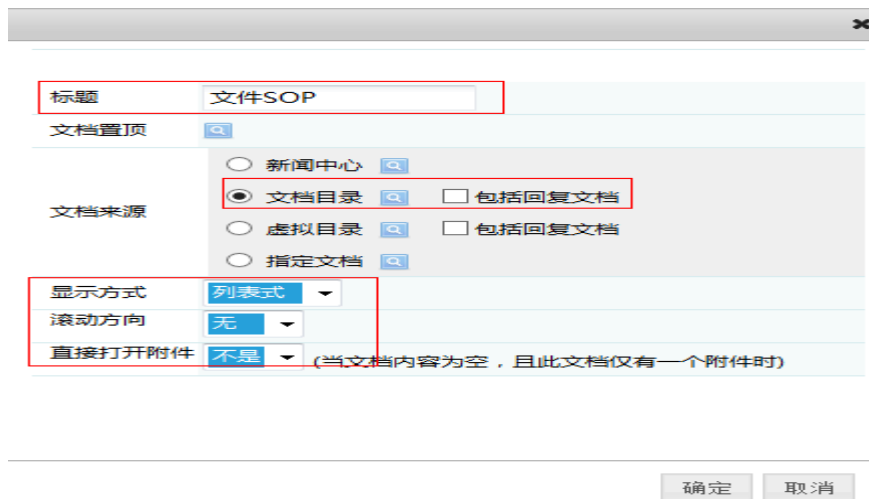 标题 文件SOP
文档置顶
新闻中心
文档来源
文档目录 包括回复文档
虚拟目录 包括回复文档
指定文档
显示方式 列表式
滚动方向 无
直接打开附件 不是 (当文档内容为空，且此文档仅有一个附件时)
确定 取消